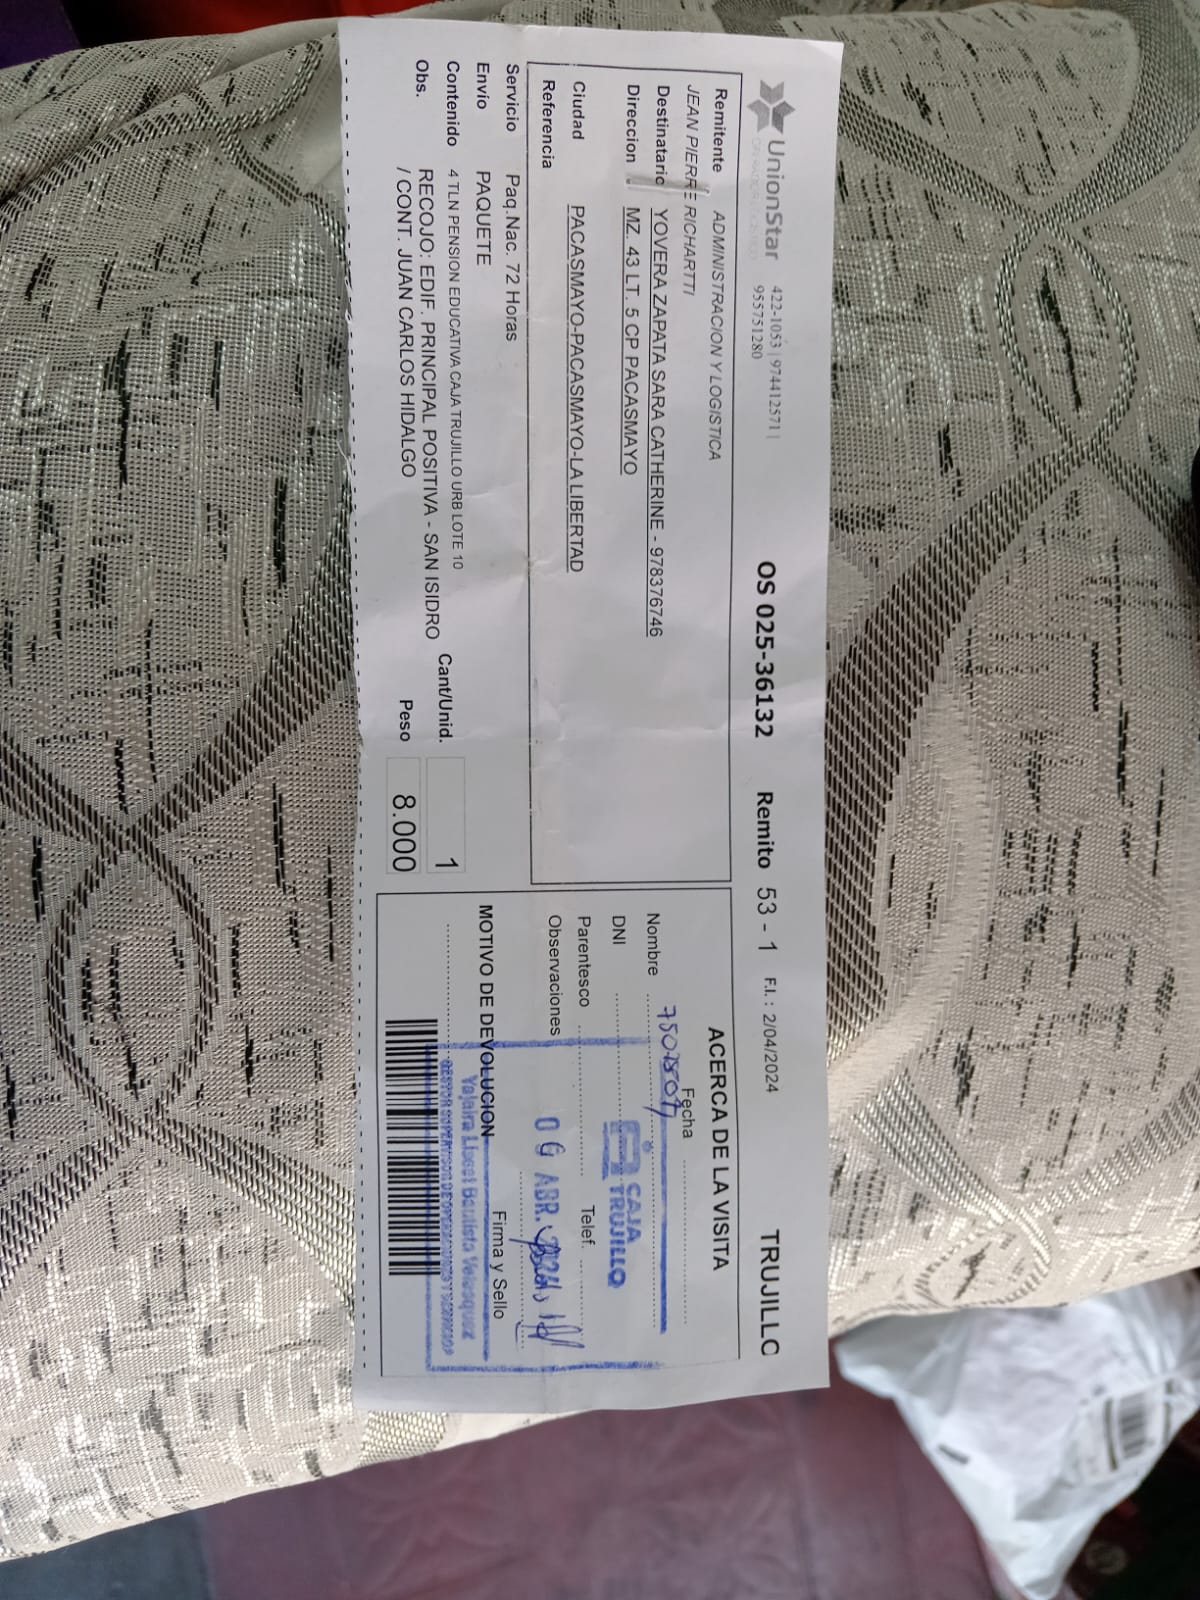 UnionStar
422-1053 | 974412571 |
955751280
OS 025-36132 Remito 53 - 1 F.I. : 2/04/2024 TRUJILLO
Remitente ADMINISTRACION Y LOGISTICA
JEAN PIERRE RICHARTTI
Destinatario YOVERA ZAPATA SARA CATHERINE - 978376746
Direccion MZ. 43 LT. 5 CP PACASMAYO
Ciudad PACASMAYO-PACASMAYO-LA LIBERTAD
Referencia
Servicio Paq.Nac. 72 Horas
Envio PAQUETE
Contenido 4 TLN PENSION EDUCATIVA CAJA TRUJILLO URB LOTE 10
Cant/Unid. 1
Obs. RECOJO: EDIF. PRINCIPAL POSITIVA - SAN ISIDRO
/ CONT. JUAN CARLOS HIDALGO
Peso 8.000
ACERCA DE LA VISITA
Fecha
Nombre
DNI
Parentesco Telef.
Observaciones
MOTIVO DE DEVOLUCION Firma y Sello
CAJA
TRUJILLO
ABR.
Bautista Velasquez